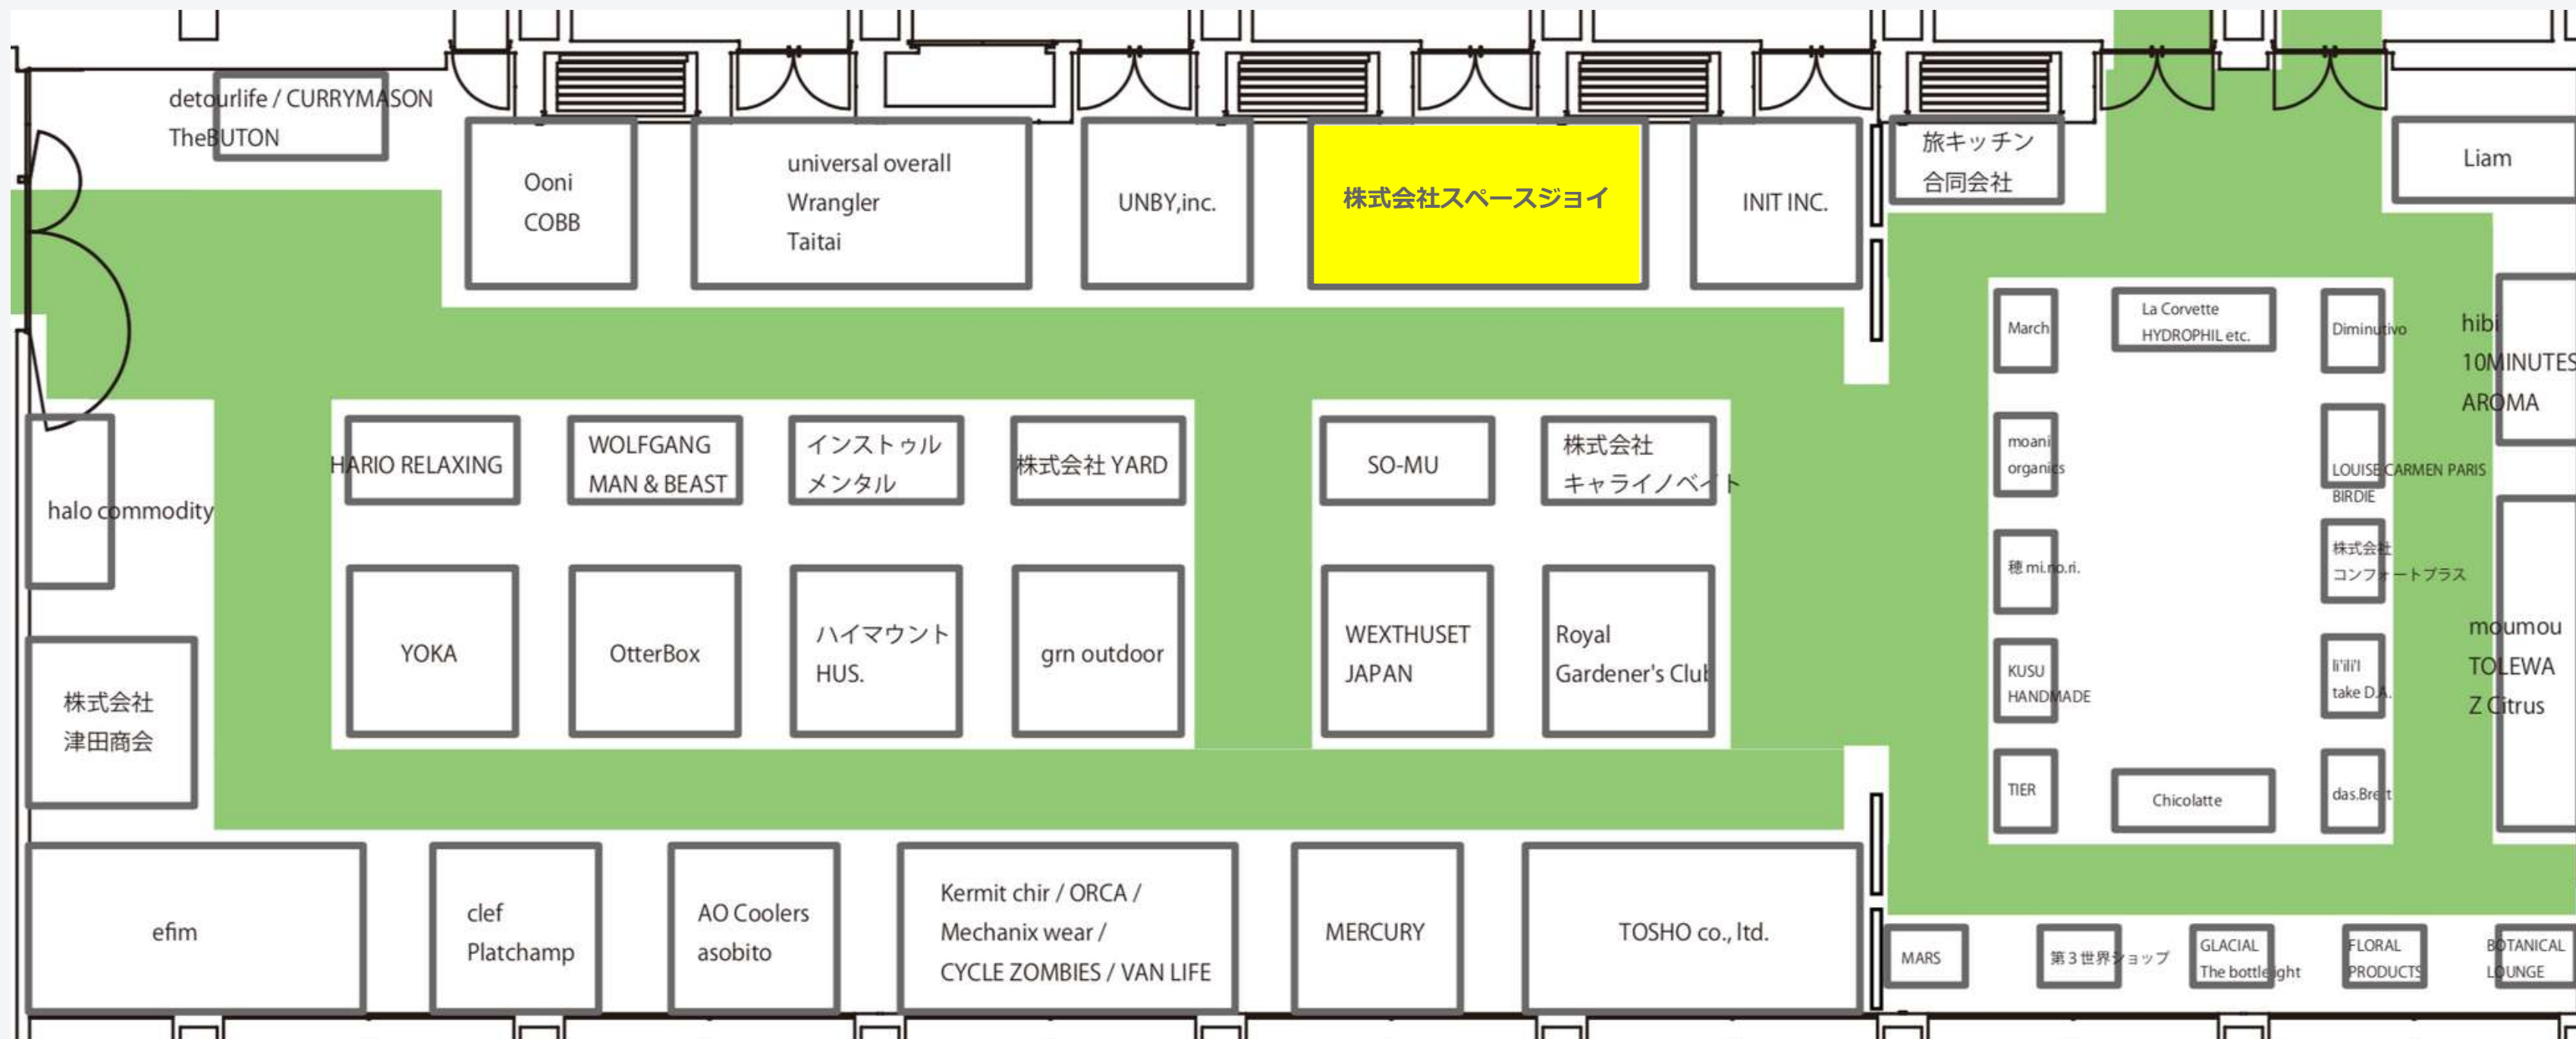 detourlife / CURRYMASON
TheBUTON
Ooni
COBB
universal overall
Wrangler
Taitai
UNBY,inc.
株式会社スペースジョイ
INIT INC.
旅キッチン
合同会社
Liam
halo commodity
HARIO RELAXING
WOLFGANG
MAN & BEAST
インストゥル
メンタル
株式会社 YARD
SO-MU
株式会社
キャライノベイト
March
La Corvette
HYDROPHIL etc.
Diminutivo
hibi
10MINUTES
AROMA
moani
organics
LOUISE CARMEN PARIS
BIRDIE
穂 mi.no.ri.
株式会社
コンフォートプラス
株式会社
津田商会
YOKA
OtterBox
ハイマウント
HUS.
grn outdoor
WEXTHUSET
JAPAN
Royal
Gardener's Club
KUSU
HANDMADE
li'ili'l
take D.A.
moumou
TOLEWA
Z Citrus
TIER
Chicolatte
das.Brett
efim
clef
Platchamp
AO Coolers
asobito
Kermit chir / ORCA /
Mechanix wear /
CYCLE ZOMBIES / VAN LIFE
MERCURY
TOSHO co., ltd.
MARS
第３世界ショップ
GLACIAL
The bottle light
FLORAL
PRODUCTS
BOTANICAL
LOUNGE